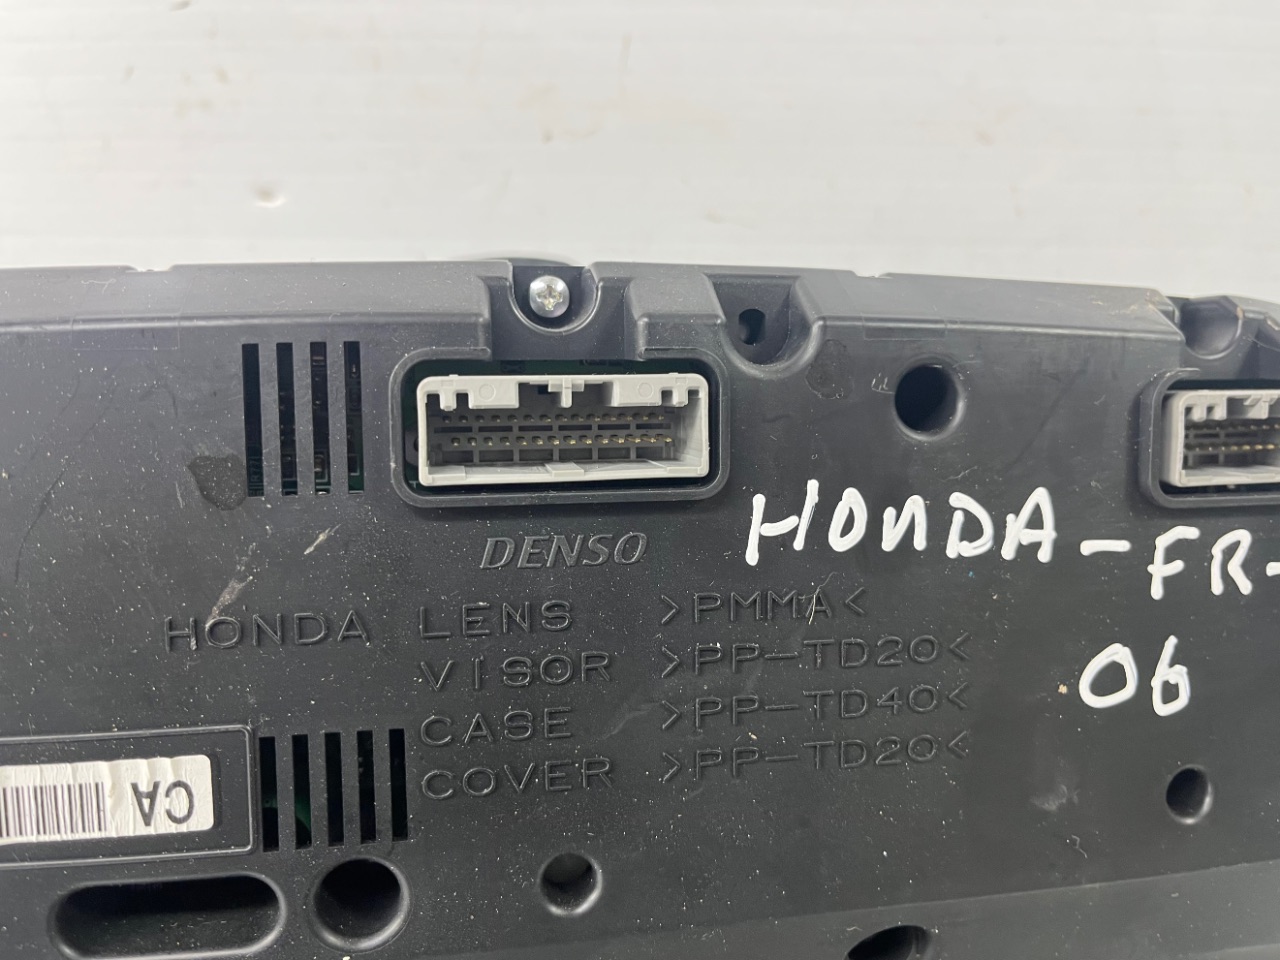 DENSO
HONDA-FR-
06
HONDA LENS >PMMA<
VISOR >PP-TD20<
CASE >PP-TD40<
COVER >PP-TD20<
CA